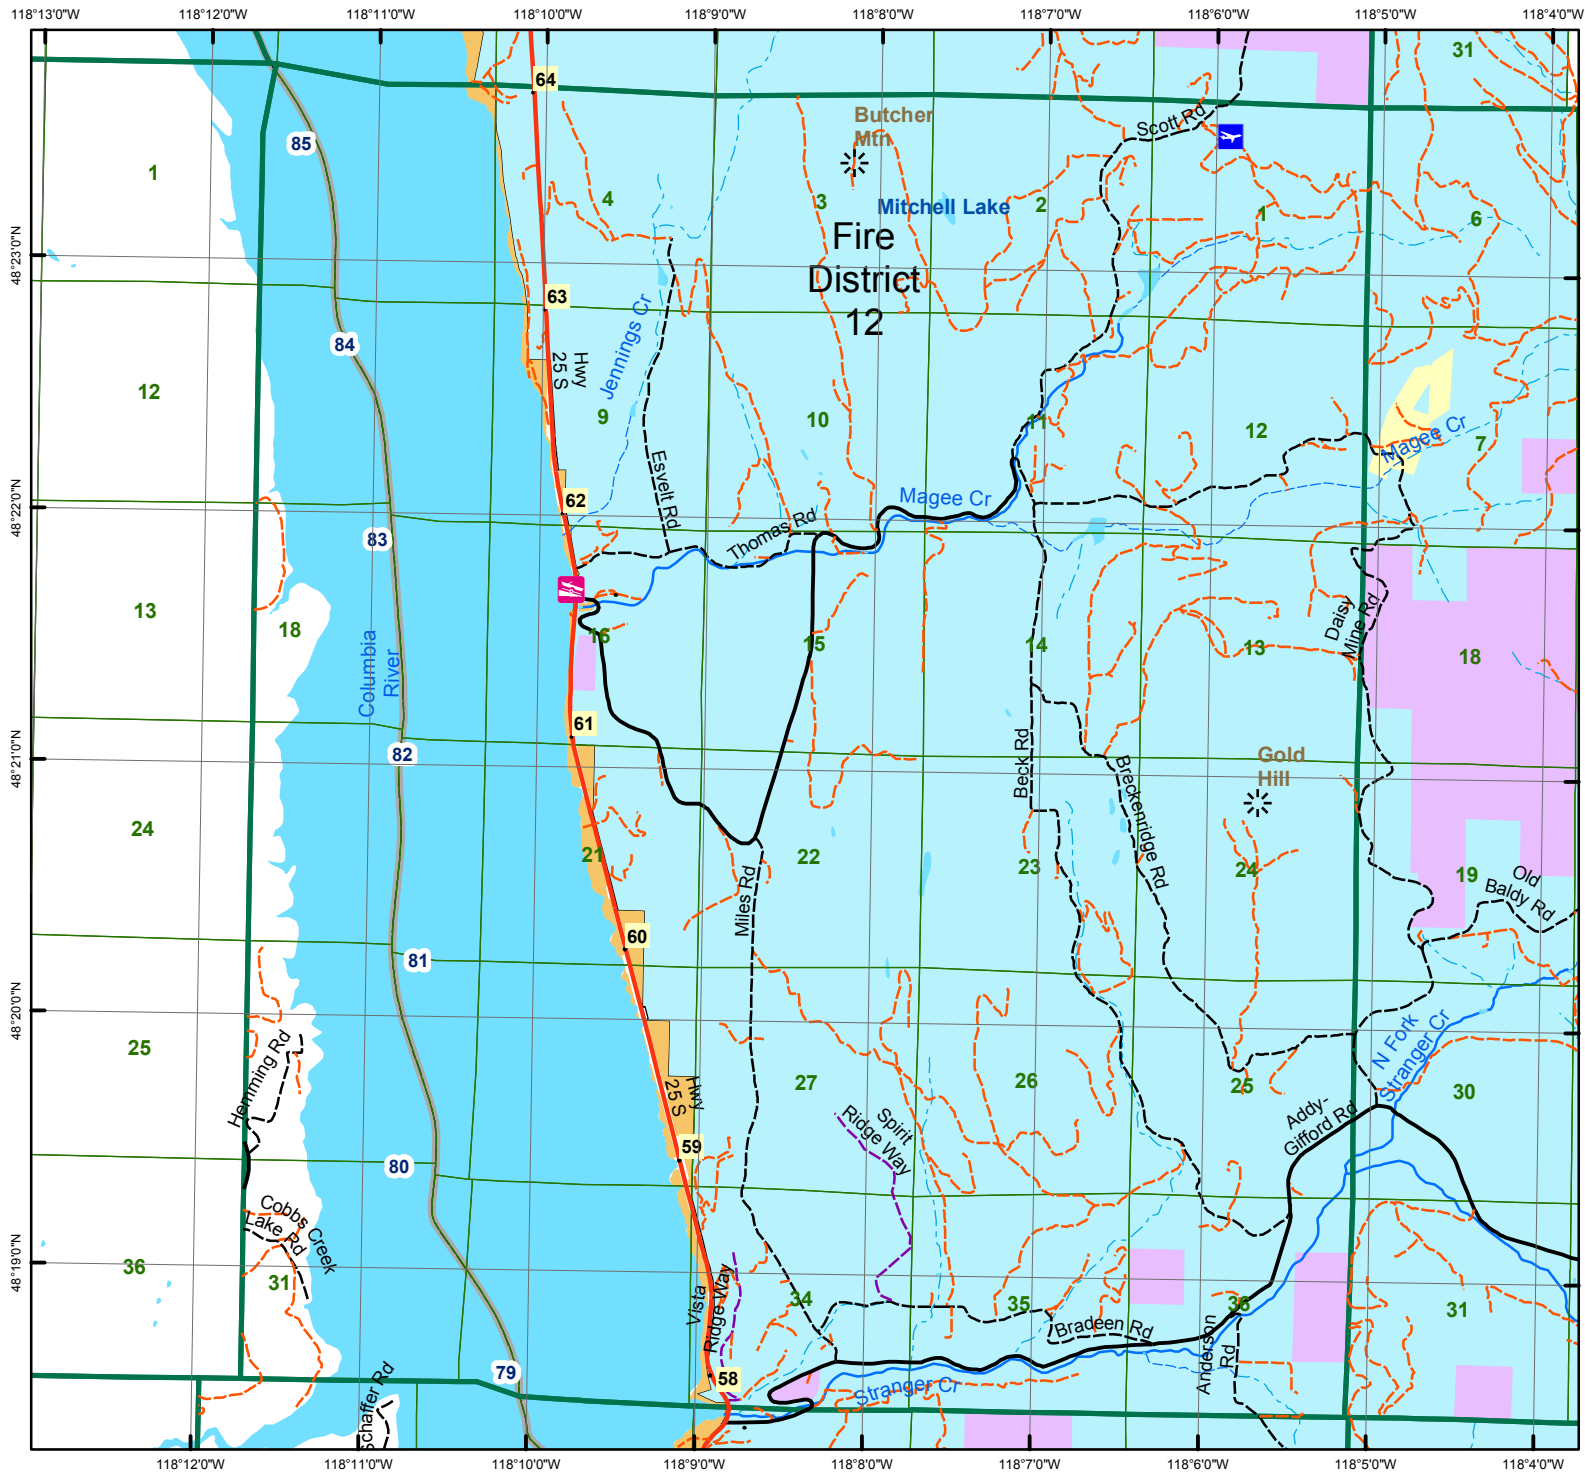 118°13'0"W 118°12'0"W 118°11'0"W 118°10'0"W 118°9'0"W 118°8'0"W 118°7'0"W 118°6'0"W 118°5'0"W 118°4'0"W
31
64
85
Butcher
Mtn
Scott Rd
1
4
3
Mitchell Lake
2
1
6
Fire
District
12
48°23'0"N
63
84
Jennings Cr
Hwy
25 S
12
9
10
11
12
7
Magee Cr
Esvelt Rd
62
Magee Cr
48°22'0"N
83
Thomas Rd
13
18
16
15
14
13
Daisy
Mine Rd
18
Columbia
River
61
82
48°21'0"N
Beck Rd
Breckenridge Rd
Gold
Hill
24
21
22
23
24
19
Old
Baldy Rd
Miles Rd
60
81
48°20'0"N
25
Hemming Rd
N Fork
Stranger Cr
Hwy
25 S
27
26
25
30
Addy-
Gifford Rd
Spirit
Ridge Way
59
80
Cobbs Creek
Lake Rd
48°19'0"N
36
31
Vista
Ridge Way
34
35
36
31
Bradeen Rd
Anderson
Rd
79
58
Stranger Cr
Schaffer Rd
118°12'0"W 118°11'0"W 118°10'0"W 118°9'0"W 118°8'0"W 118°7'0"W 118°6'0"W 118°5'0"W 118°4'0"W